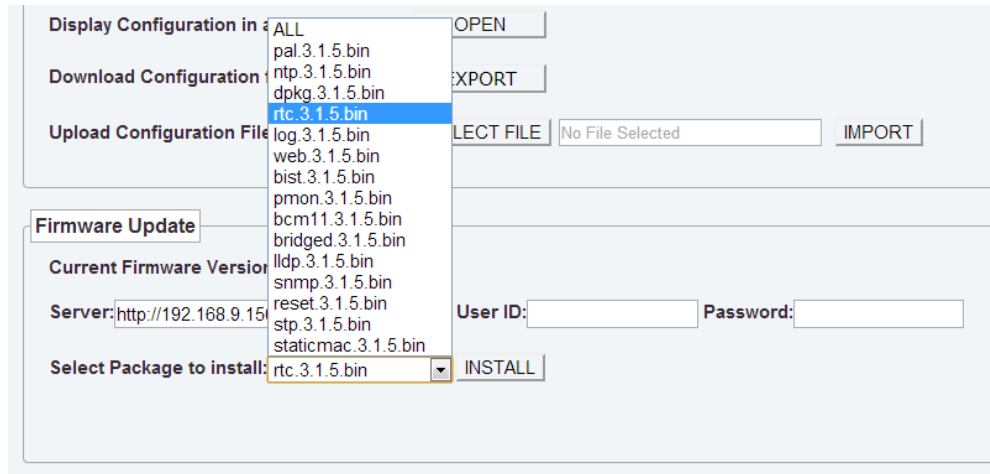 Display Configuration in a
OPEN
Download Configuration
EXPORT
Upload Configuration File
LECT FILE
No File Selected
IMPORT
ALL
pal.3.1.5.bin
ntp.3.1.5.bin
dpkg.3.1.5.bin
rtc.3.1.5.bin
log.3.1.5.bin
web.3.1.5.bin
bist.3.1.5.bin
pmon.3.1.5.bin
bcm11.3.1.5.bin
bridged.3.1.5.bin
lldp.3.1.5.bin
snmp.3.1.5.bin
reset.3.1.5.bin
stp.3.1.5.bin
staticmac.3.1.5.bin
Firmware Update
Current Firmware Version
Server: http://192.168.9.15
User ID:
Password:
Select Package to install: rtc.3.1.5.bin
INSTALL